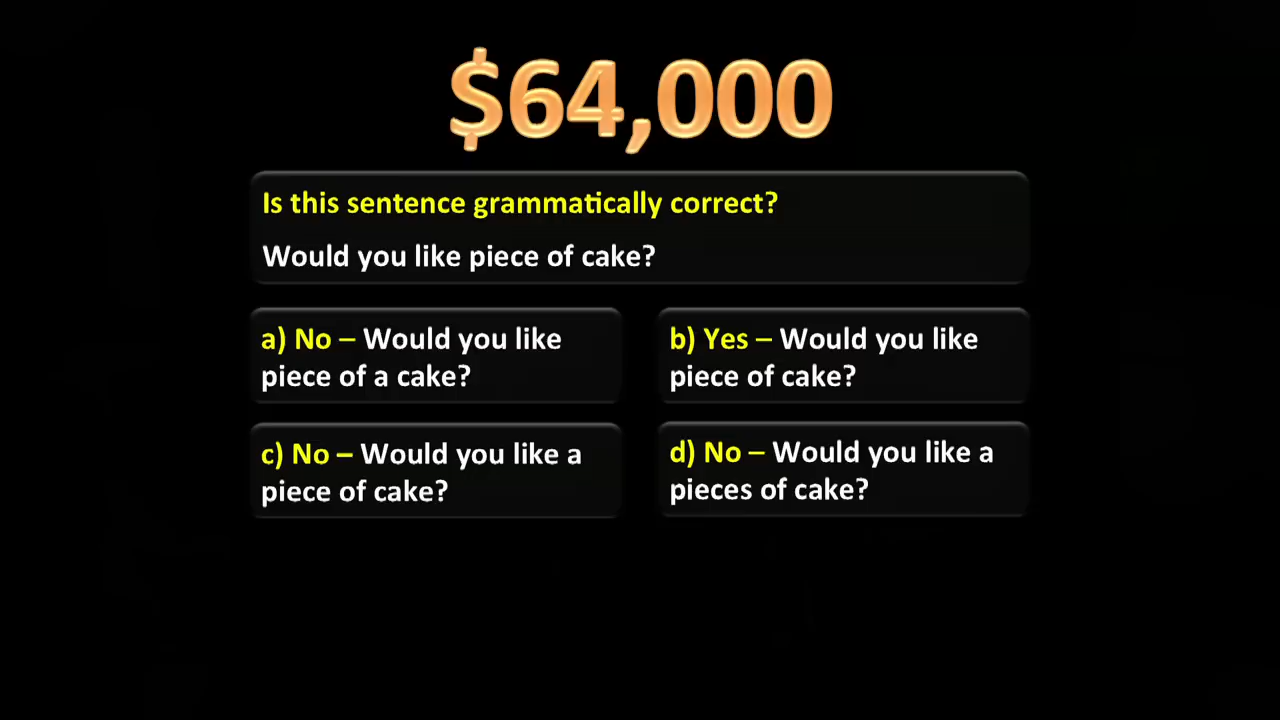 $64,000
Is this sentence grammatically correct?
Would you like piece of cake?
a) No – Would you like
piece of a cake?
b) Yes – Would you like
piece of cake?
c) No – Would you like a
piece of cake?
d) No – Would you like a
pieces of cake?